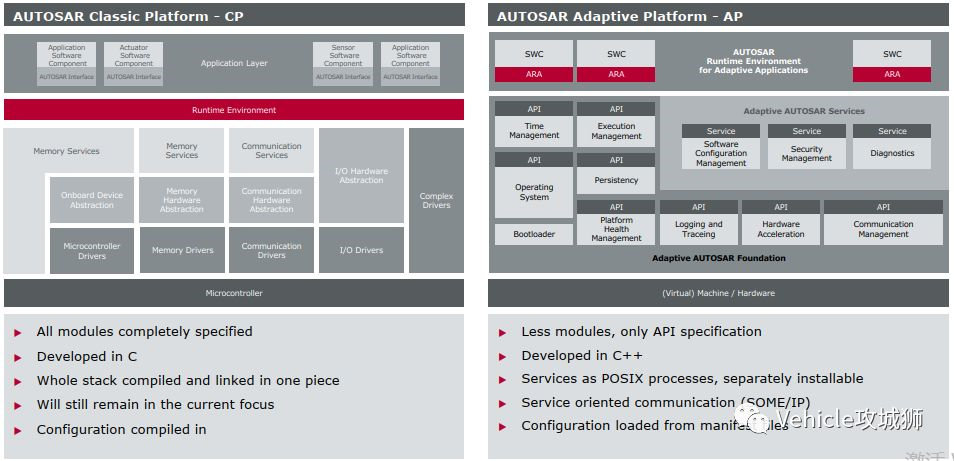 AUTOSAR Classic Platform - CP
Application
Software
Component
AUTOSAR Interface
Actuator
Software
Component
AUTOSAR Interface
Application Layer
Sensor
Software
Component
AUTOSAR Interface
Application
Software
Component
AUTOSAR Interface
Runtime Environment
Memory Services
Memory
Services
Communication
Services
I/O Hardware
Abstraction
Complex
Drivers
Onboard Device
Abstraction
Memory
Hardware
Abstraction
Communication
Hardware
Abstraction
Microcontroller
Drivers
Memory Drivers
Communication
Drivers
I/O Drivers
Microcontroller
All modules completely specified
Developed in C
Whole stack compiled and linked in one piece
Will still remain in the current focus
Configuration compiled in
AUTOSAR Adaptive Platform - AP
SWC
ARA
SWC
ARA
AUTOSAR
Runtime Environment
for Adaptive Applications
SWC
ARA
API
Time
Management
API
Execution
Management
Adaptive AUTOSAR Services
Service
Software
Configuration
Management
Service
Security
Management
Service
Diagnostics
API
Operating
System
API
Persistency
Bootloader
API
Platform
Health
Management
API
Logging and
Traceing
API
Hardware
Acceleration
API
Communication
Management
Adaptive AUTOSAR Foundation
(Virtual) Machine / Hardware
Less modules, only API specification
Developed in C++
Services as POSIX processes, separately installable
Service oriented communication (SOME/IP)
Configuration loaded from manifest files
Vehicle攻城狮
激活